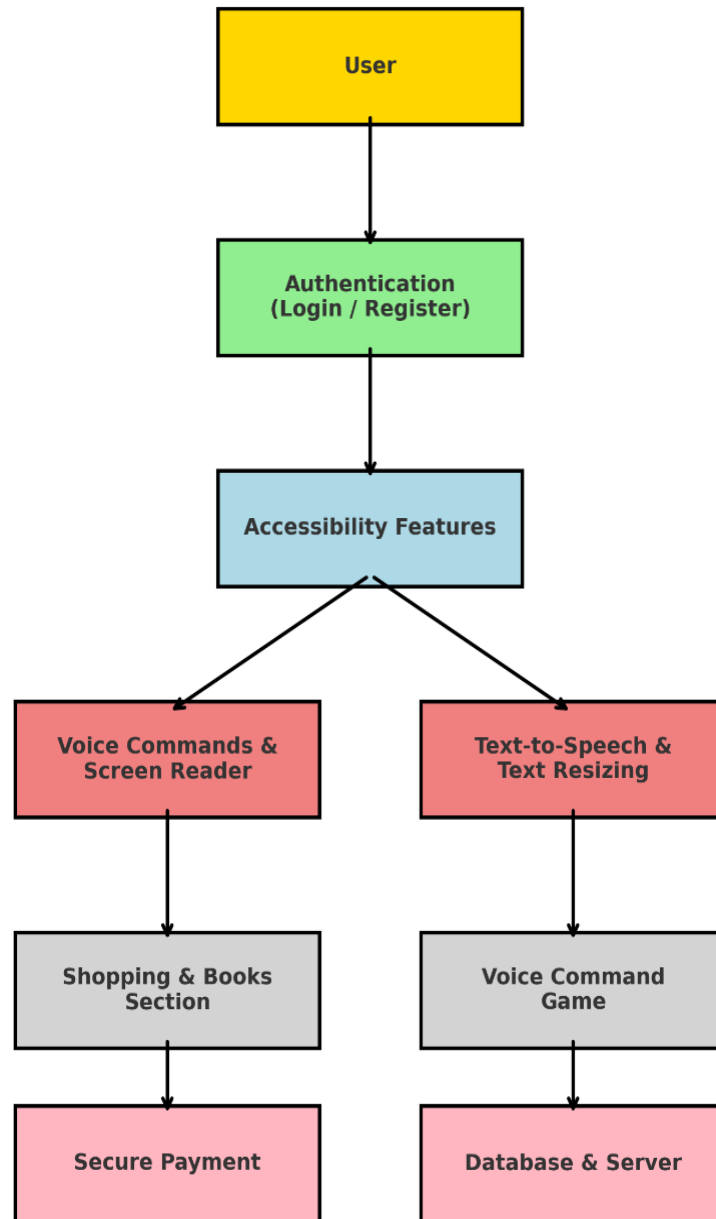 User
Authentication
(Login / Register)
Accessibility Features
Voice Commands &
Screen Reader
Text-to-Speech &
Text Resizing
Shopping & Books
Section
Voice Command
Game
Secure Payment
Database & Server